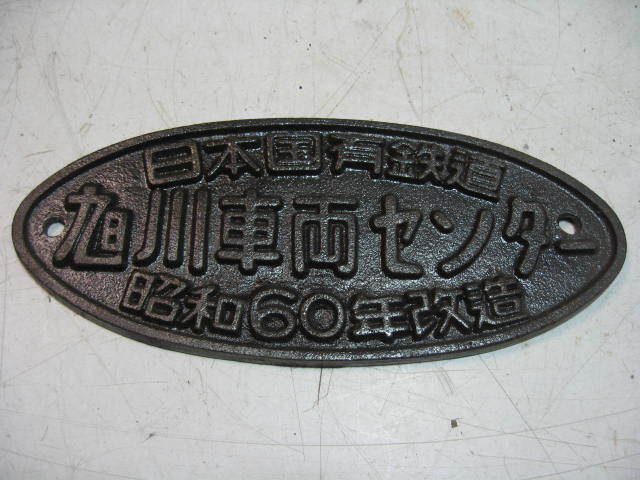 日本国有鉄道
旭川車両センター
昭和60年改造